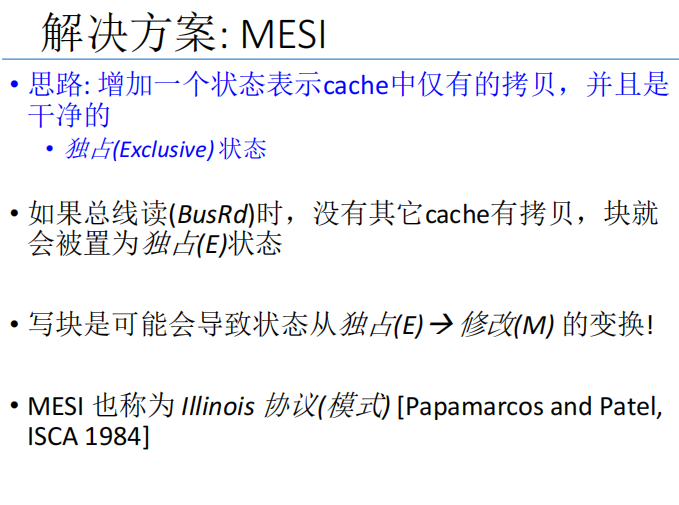 解决方案: MESI
• 思路: 增加一个状态表示cache中仅有的拷贝，并且是
干净的
• 独占(Exclusive) 状态
• 如果总线读(BusRd)时，没有其它cache有拷贝，块就
会被置为独占(E)状态
• 写块是可能会导致状态从独占(E)→ 修改(M) 的变换!
• MESI 也称为 Illinois 协议(模式) [Papamarcos and Patel,
ISCA 1984]